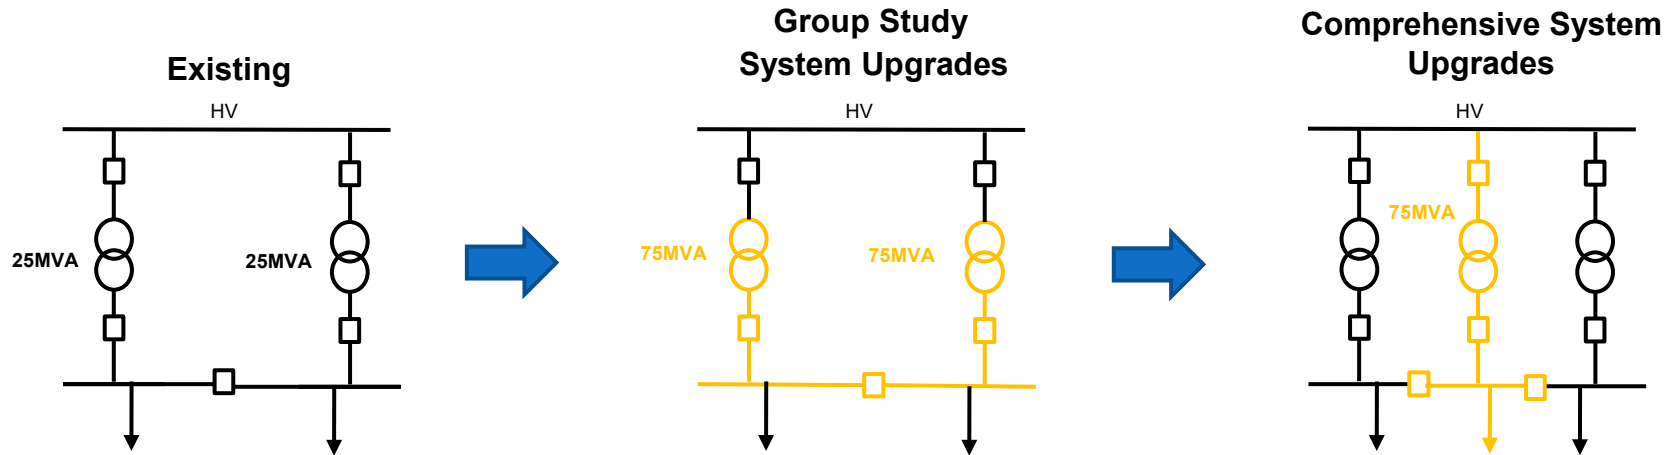 Existing
HV
25MVA
25MVA
Group Study
System Upgrades
HV
75MVA
75MVA
Comprehensive System
Upgrades
HV
75MVA